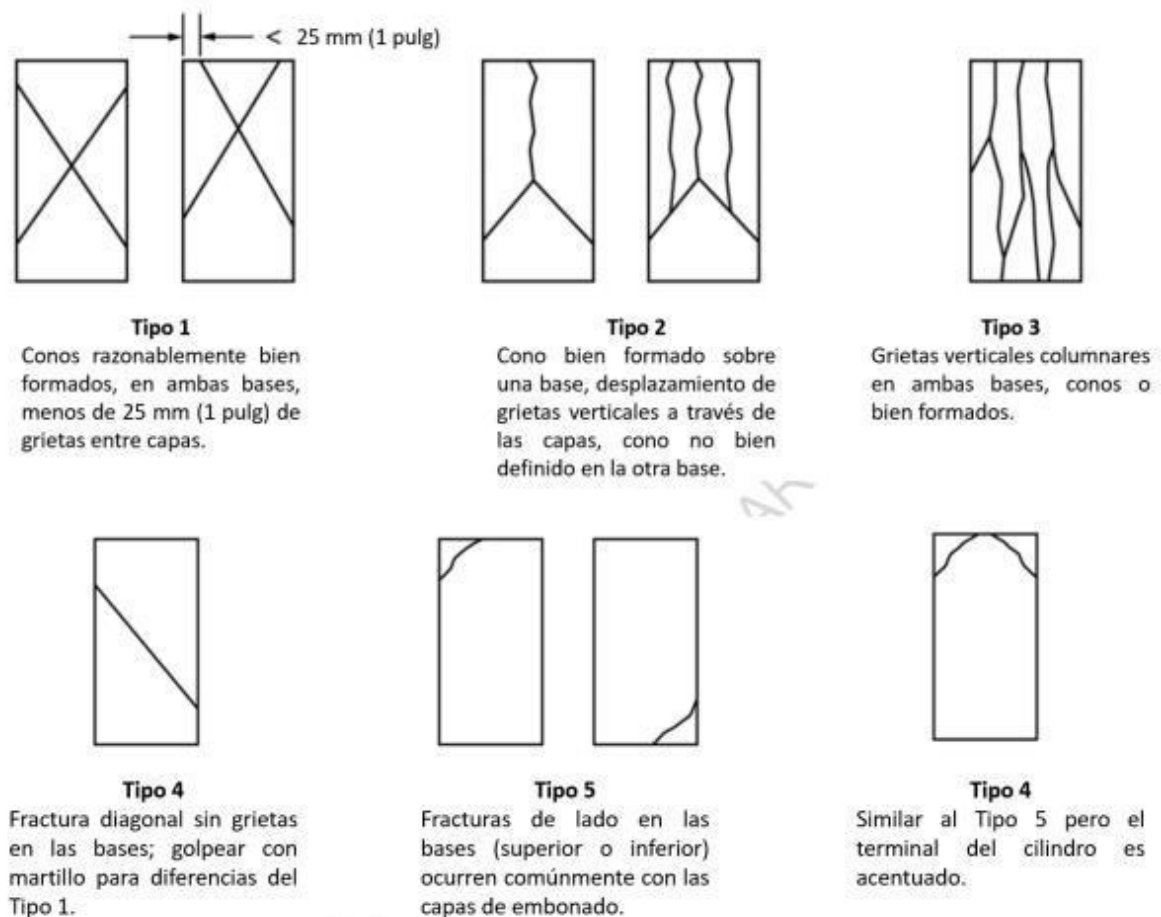 < 25 mm (1 pulg)
Tipo 1
Conos razonablemente bien
formados, en ambas bases,
menos de 25 mm (1 pulg) de
grietas entre capas.
Tipo 2
Cono bien formado sobre
una base, desplazamiento de
grietas verticales a través de
las capas, cono no bien
definido en la otra base.
Tipo 3
Grietas verticales columnares
en ambas bases, conos o
bien formados.
Tipo 4
Fractura diagonal sin grietas
en las bases; golpear con
martillo para diferencias del
Tipo 1.
Tipo 5
Fracturas de lado en las
bases (superior o inferior)
ocurren comúnmente con las
capas de embonado.
Tipo 4
Similar al Tipo 5 pero el
terminal del cilindro es
acentuado.